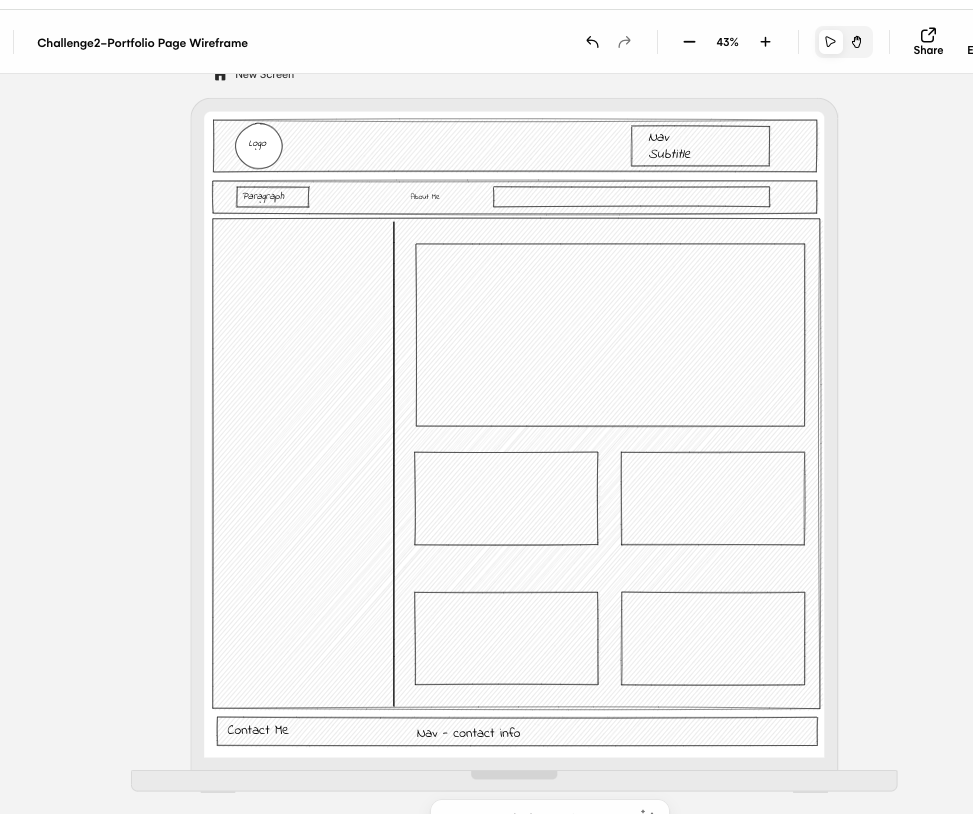 Challenge2-Portfolio Page Wireframe
43%
Share
E
New Screen
Logo
Nav
Subtitle
Paragraph
About Me
Contact Me
Nav - contact info